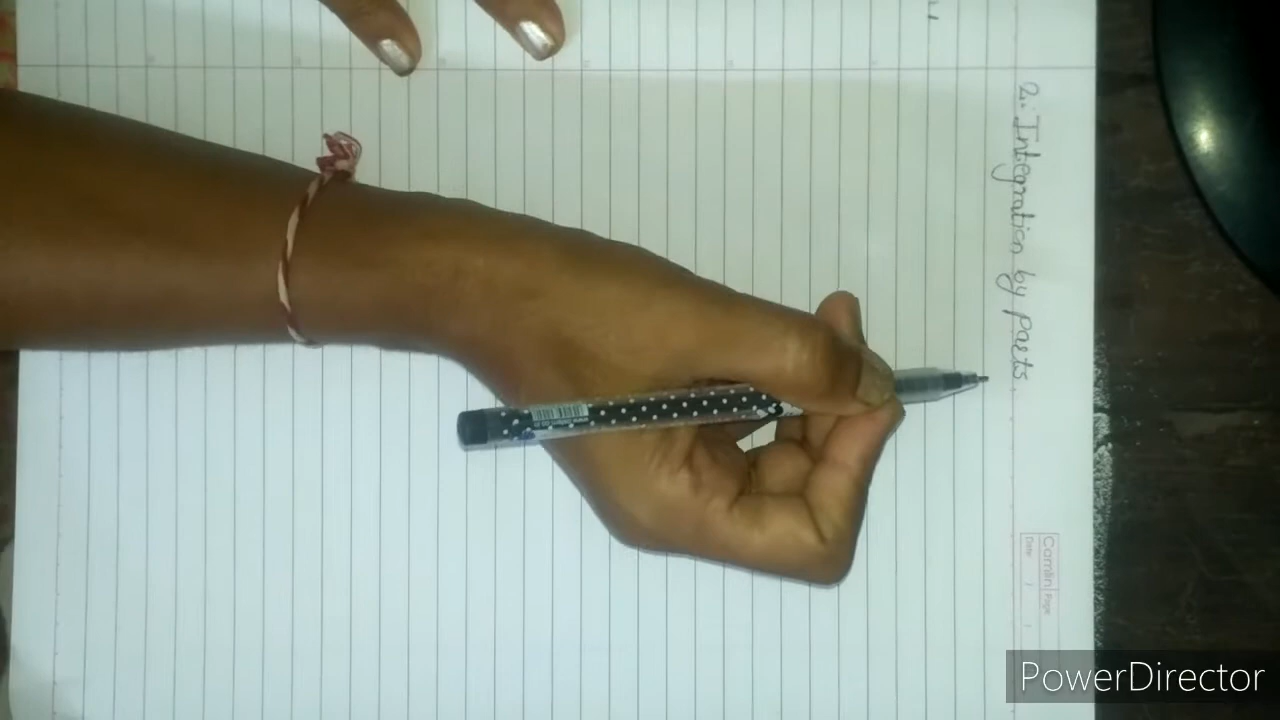 2. Integration by parts.
Camlin Page
Date / /
PowerDirector